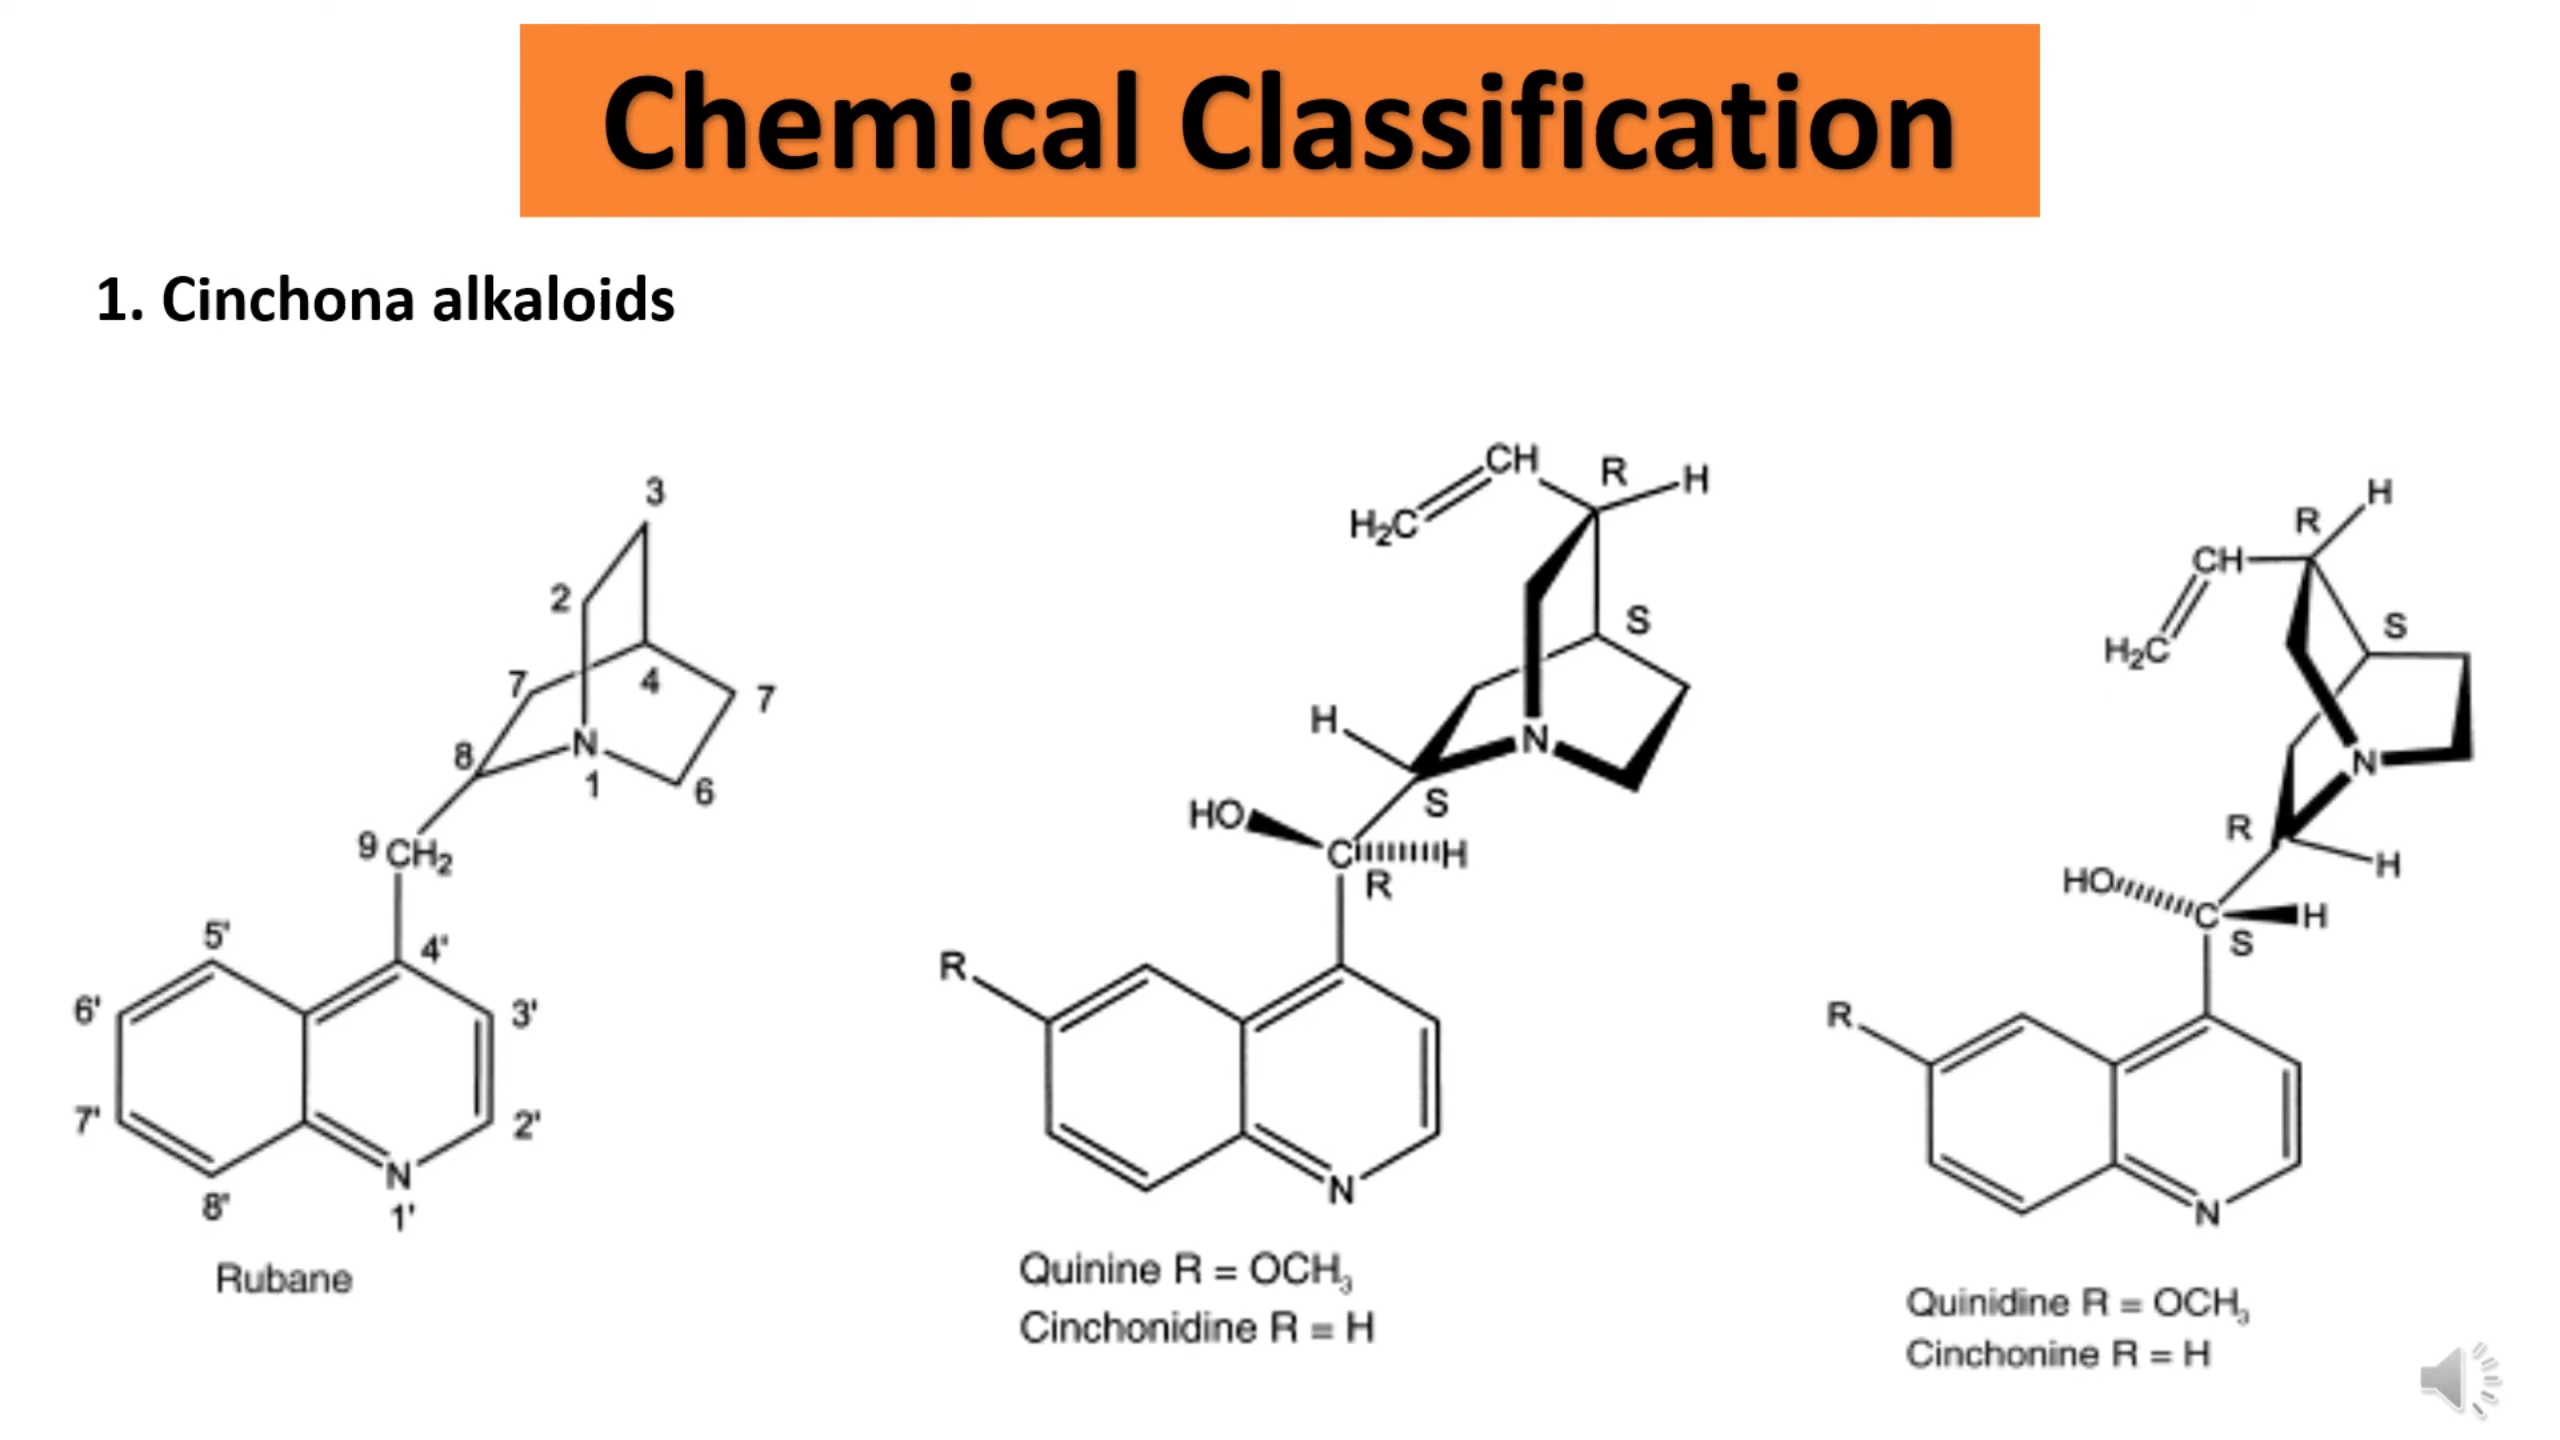 Chemical Classification
1. Cinchona alkaloids
3
2
7
4
7
8
N
1
6
9 CH₂
5'
4'
6'
3'
7'
2'
8'
N
1'
Rubane
CH
R
H
H₂C
S
H
N
S
HO
C
H
R
R
N
Quinine R = OCH₃
Cinchonidine R = H
H
R
CH
S
H₂C
N
R
H
HO
C
H
S
R
N
Quinidine R = OCH₃
Cinchonine R = H